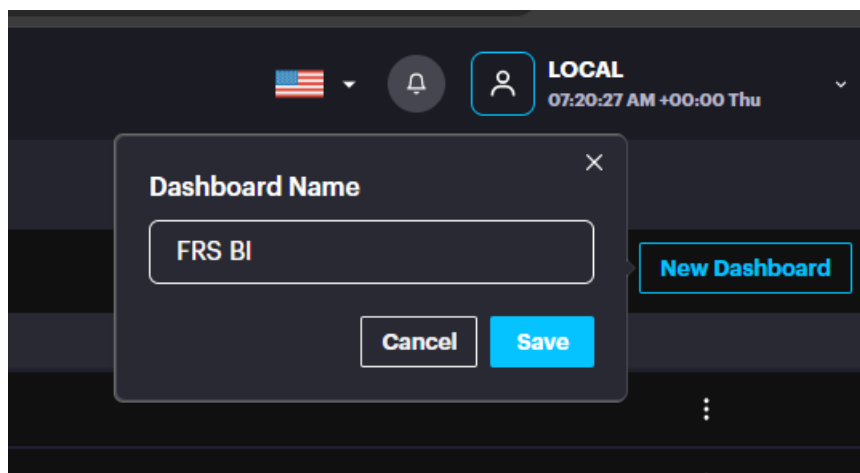 LOCAL
07:20:27 AM +00:00 Thu
Dashboard Name
FRS BI
New Dashboard
Cancel
Save